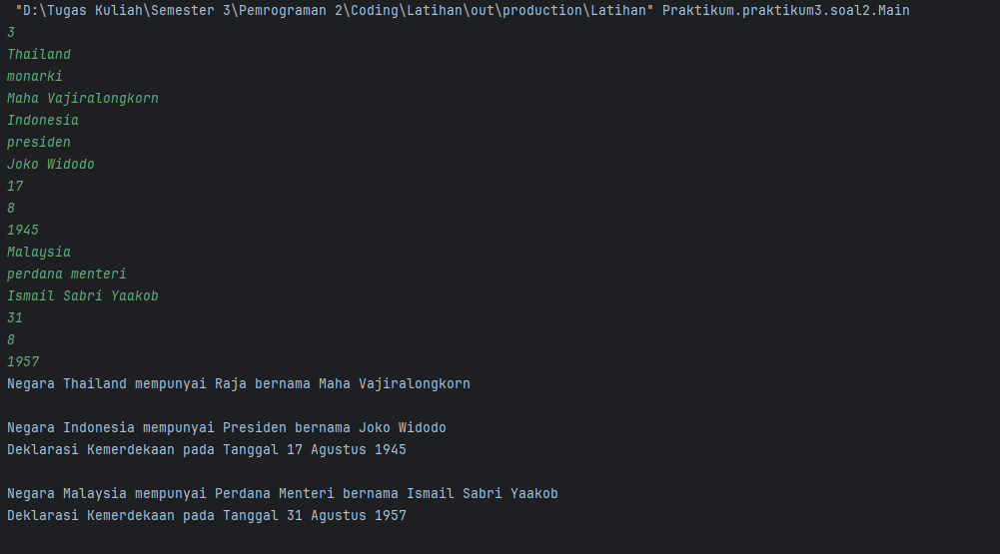 "D:\Tugas Kuliah\Semester 3\Pemrograman 2\Coding\Latihan\out\production\Latihan" Praktikum.praktikum3.soal2.Main
3
Thailand
monarki
Maha Vajiralongkorn
Indonesia
presiden
Joko Widodo
17
8
1945
Malaysia
perdana menteri
Ismail Sabri Yaakob
31
8
1957
Negara Thailand mempunyai Raja bernama Maha Vajiralongkorn
Negara Indonesia mempunyai Presiden bernama Joko Widodo
Deklarasi Kemerdekaan pada Tanggal 17 Agustus 1945
Negara Malaysia mempunyai Perdana Menteri bernama Ismail Sabri Yaakob
Deklarasi Kemerdekaan pada Tanggal 31 Agustus 1957